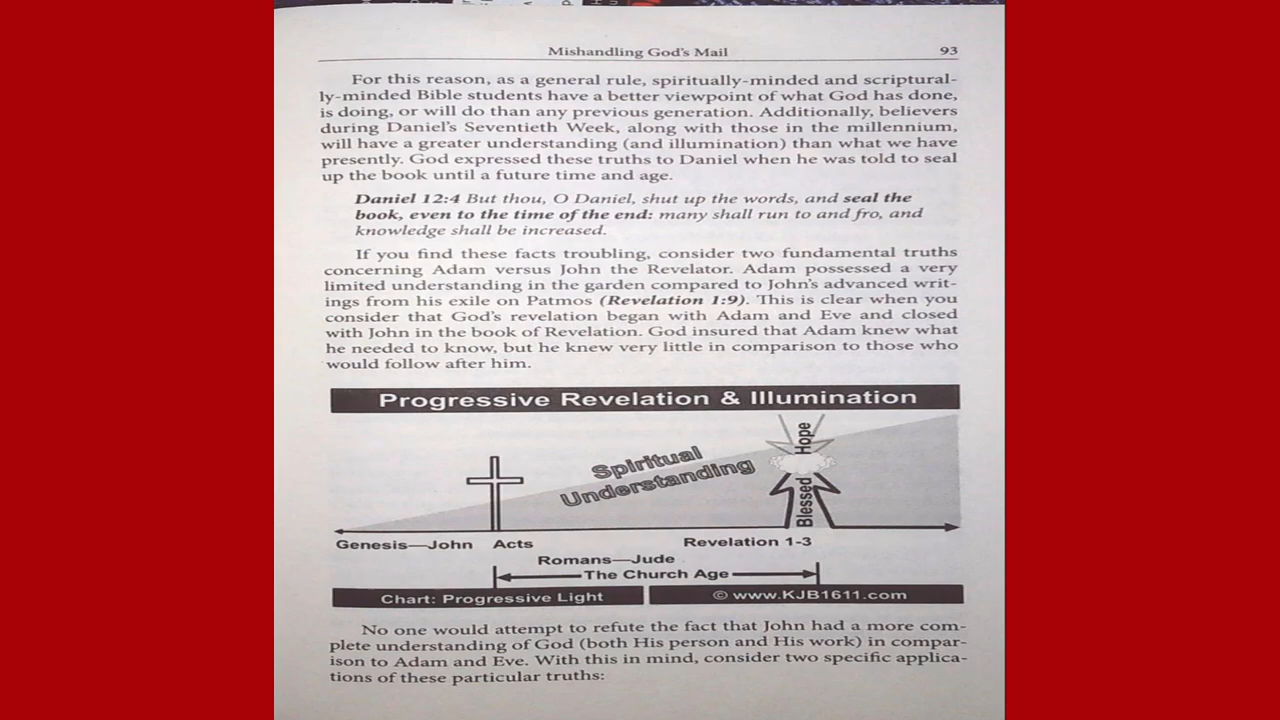 Mishandling God's Mail 93
For this reason, as a general rule, spiritually-minded and scriptural-
ly-minded Bible students have a better viewpoint of what God has done,
is doing, or will do than any previous generation. Additionally, believers
during Daniel's Seventieth Week, along with those in the millennium,
will have a greater understanding (and illumination) than what we have
presently. God expressed these truths to Daniel when he was told to seal
up the book until a future time and age.
Daniel 12:4 But thou, O Daniel, shut up the words, and seal the
book, even to the time of the end: many shall run to and fro, and
knowledge shall be increased.
If you find these facts troubling, consider two fundamental truths
concerning Adam versus John the Revelator. Adam possessed a very
limited understanding in the garden compared to John's advanced writ-
ings from his exile on Patmos (Revelation 1:9). This is clear when you
consider that God's revelation began with Adam and Eve and closed
with John in the book of Revelation. God insured that Adam knew what
he needed to know, but he knew very little in comparison to those who
would follow after him.
Progressive Revelation & Illumination
Spiritual
Understanding
Blessed Hope
Genesis—John Acts Revelation 1-3
Romans—Jude
The Church Age
Chart: Progressive Light © www.KJB1611.com
No one would attempt to refute the fact that John had a more com-
plete understanding of God (both His person and His work) in compar-
ison to Adam and Eve. With this in mind, consider two specific applica-
tions of these particular truths: